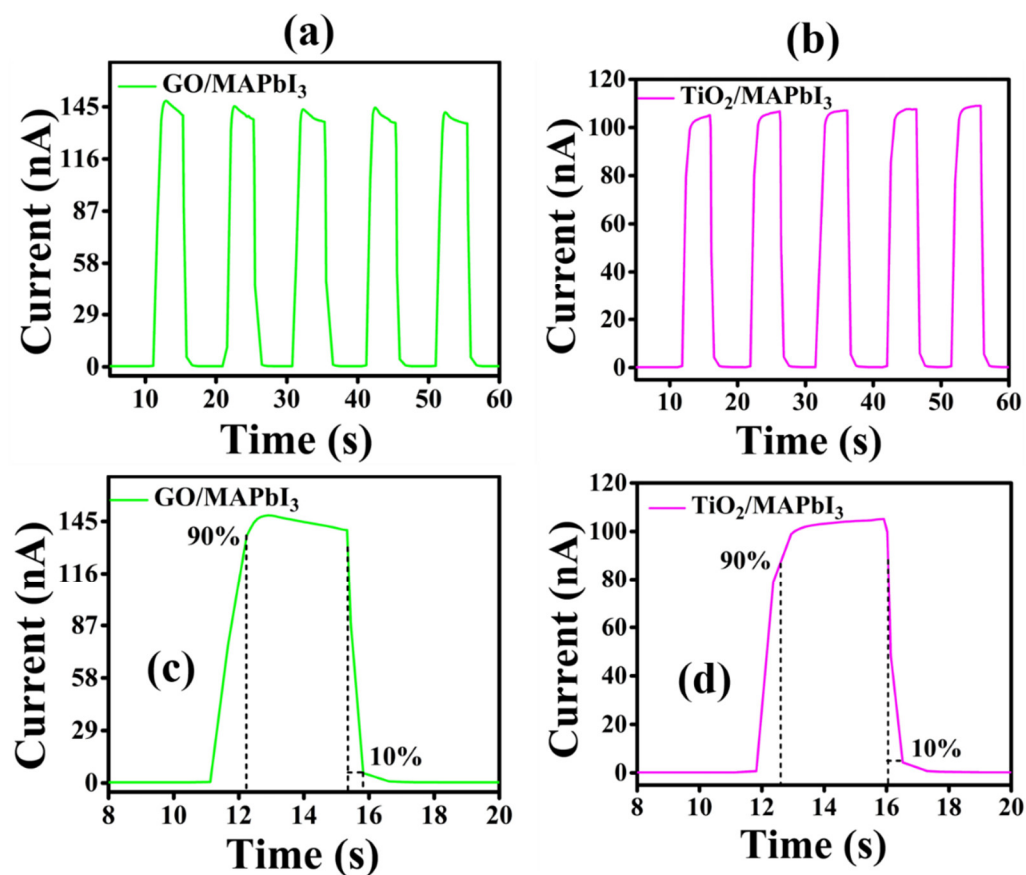 (a)
GO/MAPbI₃
145
116
87
58
29
0
Current (nA)
10 20 30 40 50 60
Time (s)
(b)
TiO₂/MAPbI₃
120
100
80
60
40
20
0
Current (nA)
10 20 30 40 50 60
Time (s)
GO/MAPbI₃
90%
145
116
87
58
29
0
Current (nA)
(c)
10%
8 10 12 14 16 18 20
Time (s)
TiO₂/MAPbI₃
90%
120
100
80
60
40
20
0
Current (nA)
(d)
10%
8 10 12 14 16 18 20
Time (s)